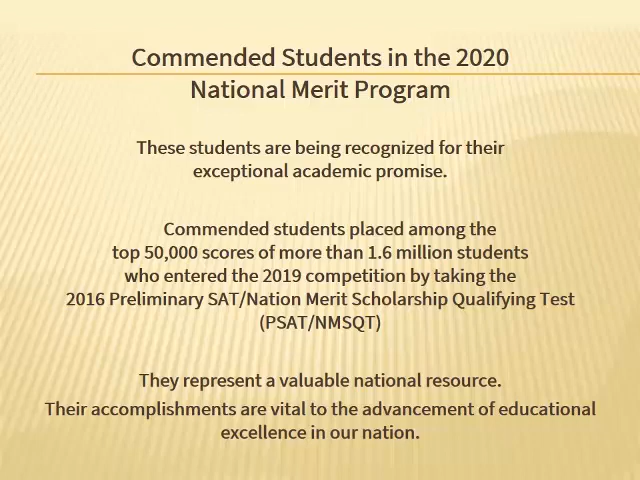 Commended Students in the 2020
National Merit Program
These students are being recognized for their
exceptional academic promise.
Commended students placed among the
top 50,000 scores of more than 1.6 million students
who entered the 2019 competition by taking the
2016 Preliminary SAT/Nation Merit Scholarship Qualifying Test
(PSAT/NMSQT)
They represent a valuable national resource.
Their accomplishments are vital to the advancement of educational
excellence in our nation.